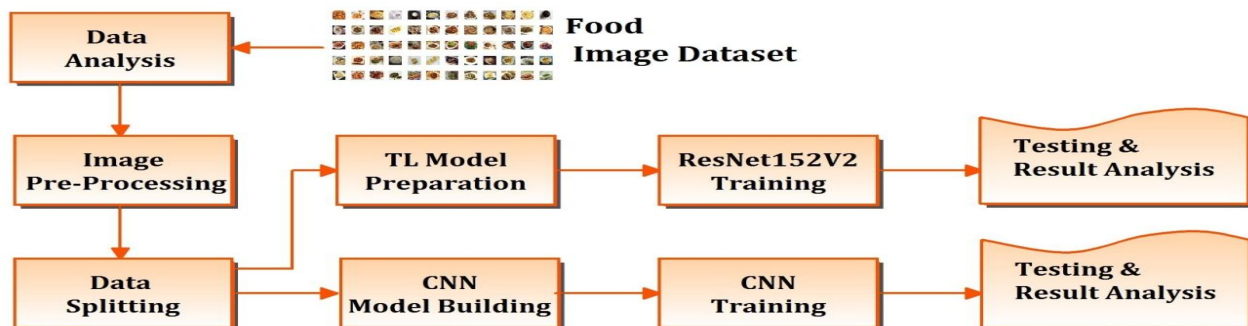 Data
Analysis
Food
Image Dataset
Image
Pre-Processing
TL Model
Preparation
ResNet152V2
Training
Testing &
Result Analysis
Data
Splitting
CNN
Model Building
CNN
Training
Testing &
Result Analysis